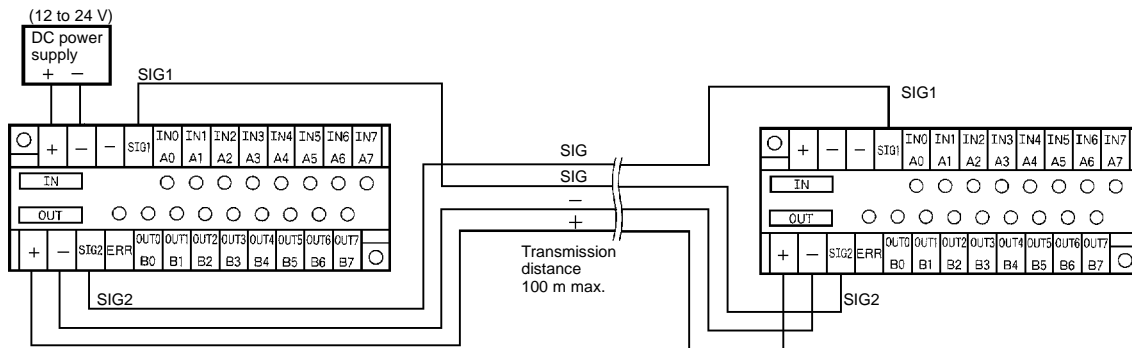 (12 to 24 V)
DC power
supply
+ −
SIG1
SIG1
+ − − SIG1 IN0 IN1 IN2 IN3 IN4 IN5 IN6 IN7
A0 A1 A2 A3 A4 A5 A6 A7
IN
OUT
+ − SIG2 ERR OUT0 OUT1 OUT2 OUT3 OUT4 OUT5 OUT6 OUT7
B0 B1 B2 B3 B4 B5 B6 B7
SIG2
SIG
SIG
−
+
Transmission
distance
100 m max.
+ − − SIG1 IN0 IN1 IN2 IN3 IN4 IN5 IN6 IN7
A0 A1 A2 A3 A4 A5 A6 A7
IN
OUT
+ − SIG2 ERR OUT0 OUT1 OUT2 OUT3 OUT4 OUT5 OUT6 OUT7
B0 B1 B2 B3 B4 B5 B6 B7
SIG2